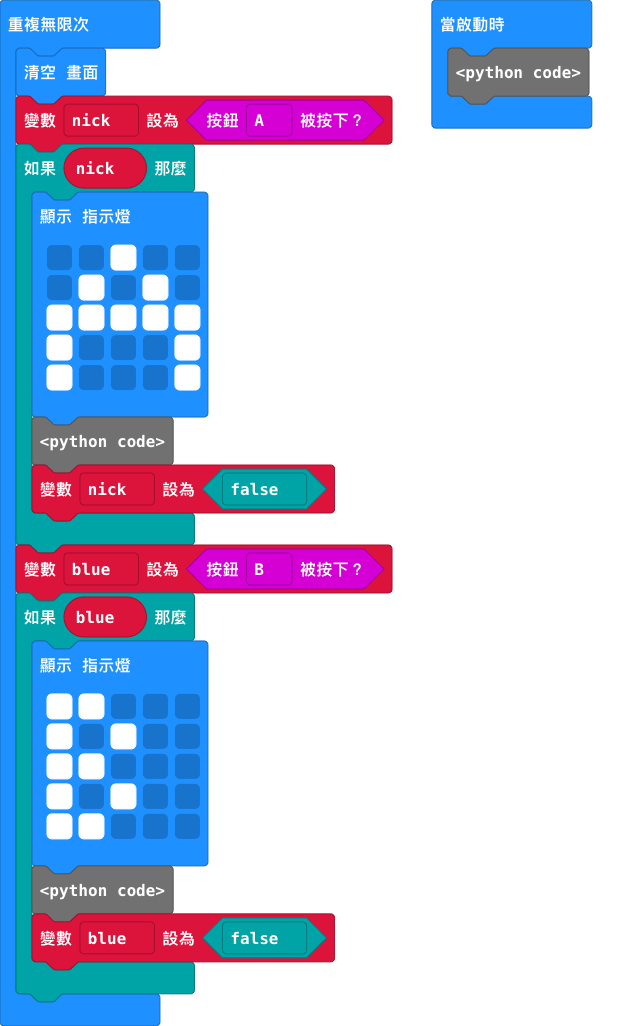 重複無限次
清空 畫面
變數 nick 設為 按鈕 A 被按下？
如果 nick 那麼
顯示 指示燈
<python code>
變數 nick 設為 false
變數 blue 設為 按鈕 B 被按下？
如果 blue 那麼
顯示 指示燈
<python code>
變數 blue 設為 false
當啟動時
<python code>